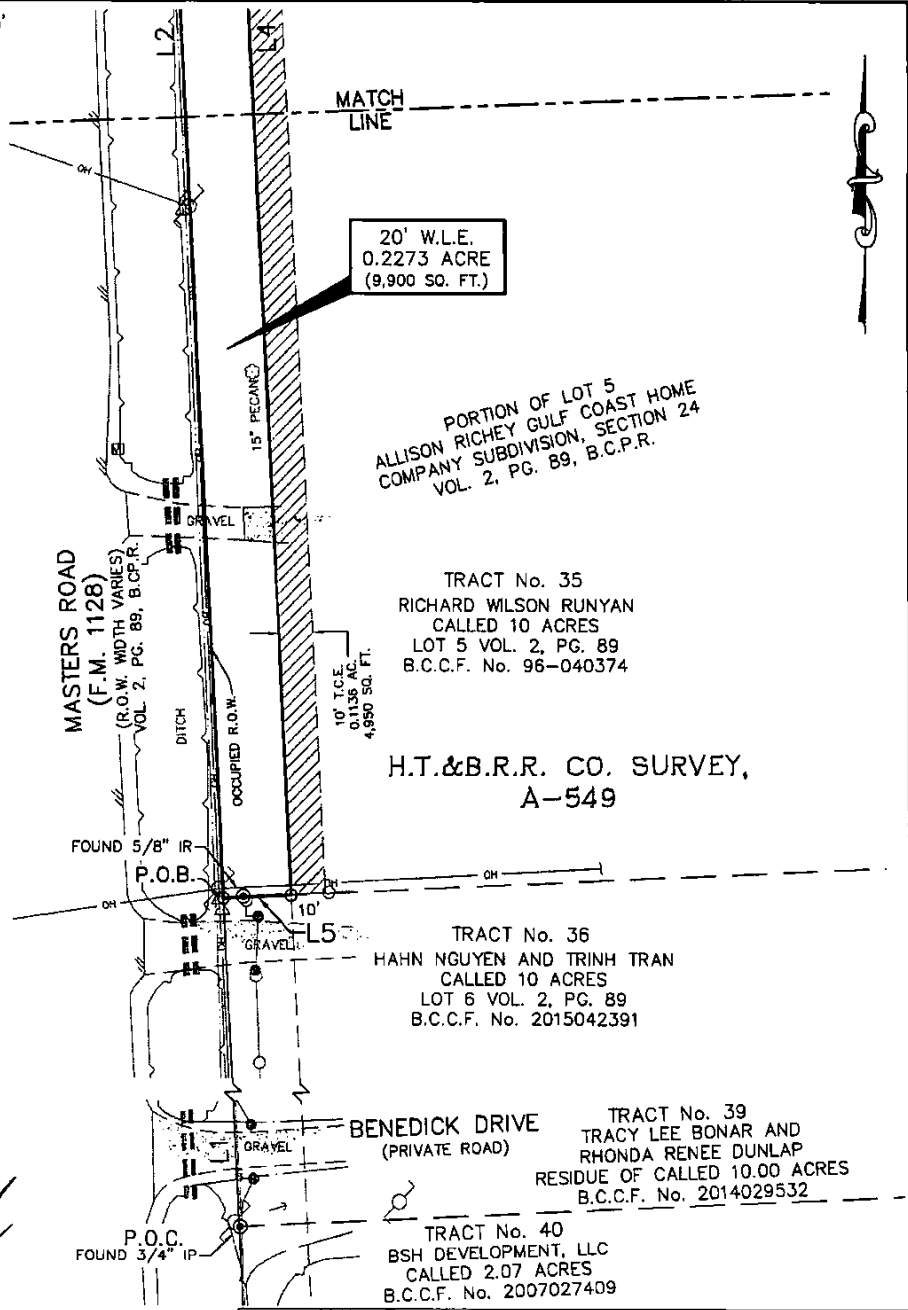 L2
L4
MATCH
LINE
OH
20' W.L.E.
0.2273 ACRE
(9,900 SQ. FT.)
15" PECAN
PORTION OF LOT 5
ALLISON RICHEY GULF COAST HOME
COMPANY SUBDIVISION, SECTION 24
VOL. 2, PG. 89, B.C.P.R.
GRAVEL
MASTERS ROAD
(F.M. 1128)
(R.O.W. WIDTH VARIES)
VOL. 2, PG. 89, B.C.P.R.
DITCH
OCCUPIED R.O.W.
10' T.C.E.
0.1136 AC.
4,950 SQ. FT.
TRACT No. 35
RICHARD WILSON RUNYAN
CALLED 10 ACRES
LOT 5 VOL. 2, PG. 89
B.C.C.F. No. 96-040374
H.T.&B.R.R. CO. SURVEY,
A-549
FOUND 5/8" IR
P.O.B.
OH
OH
OH
10'
L5
GRAVEL
TRACT No. 36
HAHN NGUYEN AND TRINH TRAN
CALLED 10 ACRES
LOT 6 VOL. 2, PG. 89
B.C.C.F. No. 2015042391
BENEDICK DRIVE
(PRIVATE ROAD)
GRAVEL
TRACT No. 39
TRACY LEE BONAR AND
RHONDA RENEE DUNLAP
RESIDUE OF CALLED 10.00 ACRES
B.C.C.F. No. 2014029532
P.O.C.
FOUND 3/4" IP
TRACT No. 40
BSH DEVELOPMENT, LLC
CALLED 2.07 ACRES
B.C.C.F. No. 2007027409